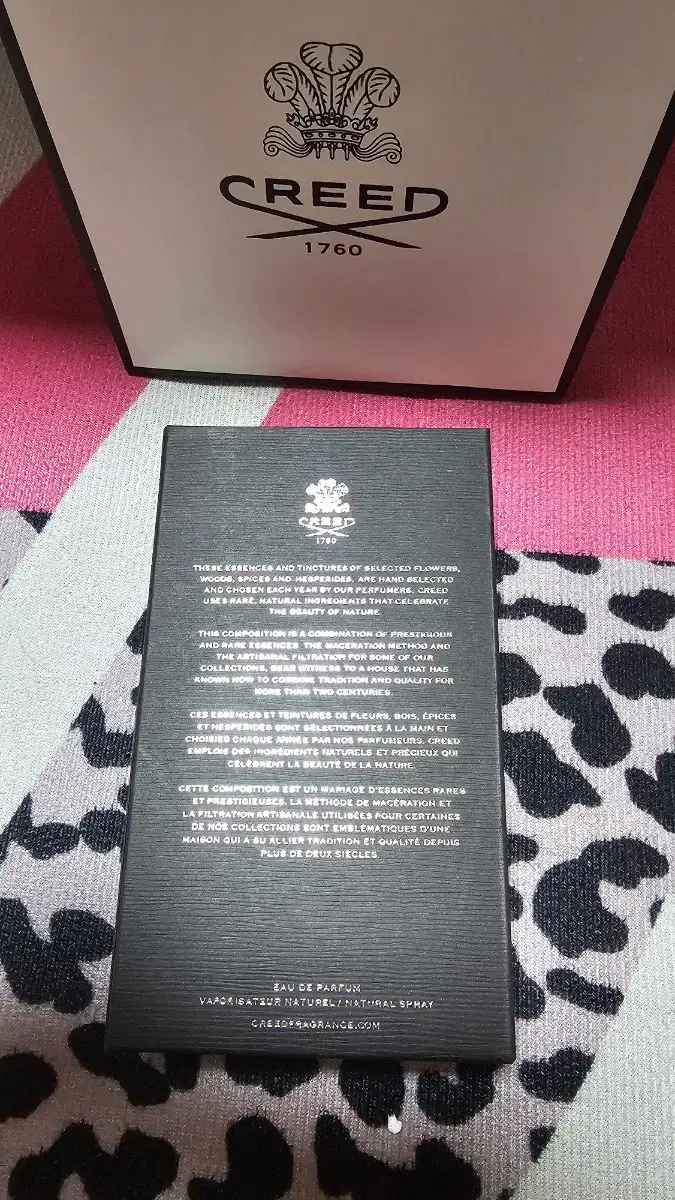 CREED
1760
CREED
1760
THESE ESSENCES AND TINCTURES OF SELECTED FLOWERS,
WOODS, SPICES AND HESPERIDES, ARE HAND SELECTED
AND CHOSEN EACH YEAR BY OUR PERFUMERS. CREED
USES RARE, NATURAL INGREDIENTS THAT CELEBRATE
THE BEAUTY OF NATURE.
THIS COMPOSITION IS A COMBINATION OF PRESTIGIOUS
AND RARE ESSENCES. THE MACERATION METHOD AND
THE ARTISANAL FILTRATION FOR SOME OF OUR
COLLECTIONS, BEAR WITNESS TO A HOUSE THAT HAS
KNOWN HOW TO COMBINE TRADITION AND QUALITY FOR
MORE THAN TWO CENTURIES.
CES ESSENCES ET TEINTURES DE FLEURS, BOIS, ÉPICES
ET HESPÉRIDÉS SONT SÉLECTIONNÉES À LA MAIN ET
CHOISIES CHAQUE ANNÉE PAR NOS PARFUMEURS. CREED
EMPLOIE DES INGRÉDIENTS NATURELS ET PRÉCIEUX QUI
CÉLÈBRENT LA BEAUTÉ DE LA NATURE.
CETTE COMPOSITION EST UN MARIAGE D'ESSENCES RARES
ET PRESTIGIEUSES. LA MÉTHODE DE MACÉRATION ET
LA FILTRATION ARTISANALE UTILISÉES POUR CERTAINES
DE NOS COLLECTIONS SONT EMBLÉMATIQUES D'UNE
MAISON QUI A SU ALLIER TRADITION ET QUALITÉ DEPUIS
PLUS DE DEUX SIÈCLES.
EAU DE PARFUM
VAPORISATEUR NATUREL / NATURAL SPRAY
CREEDFRAGRANCE.COM